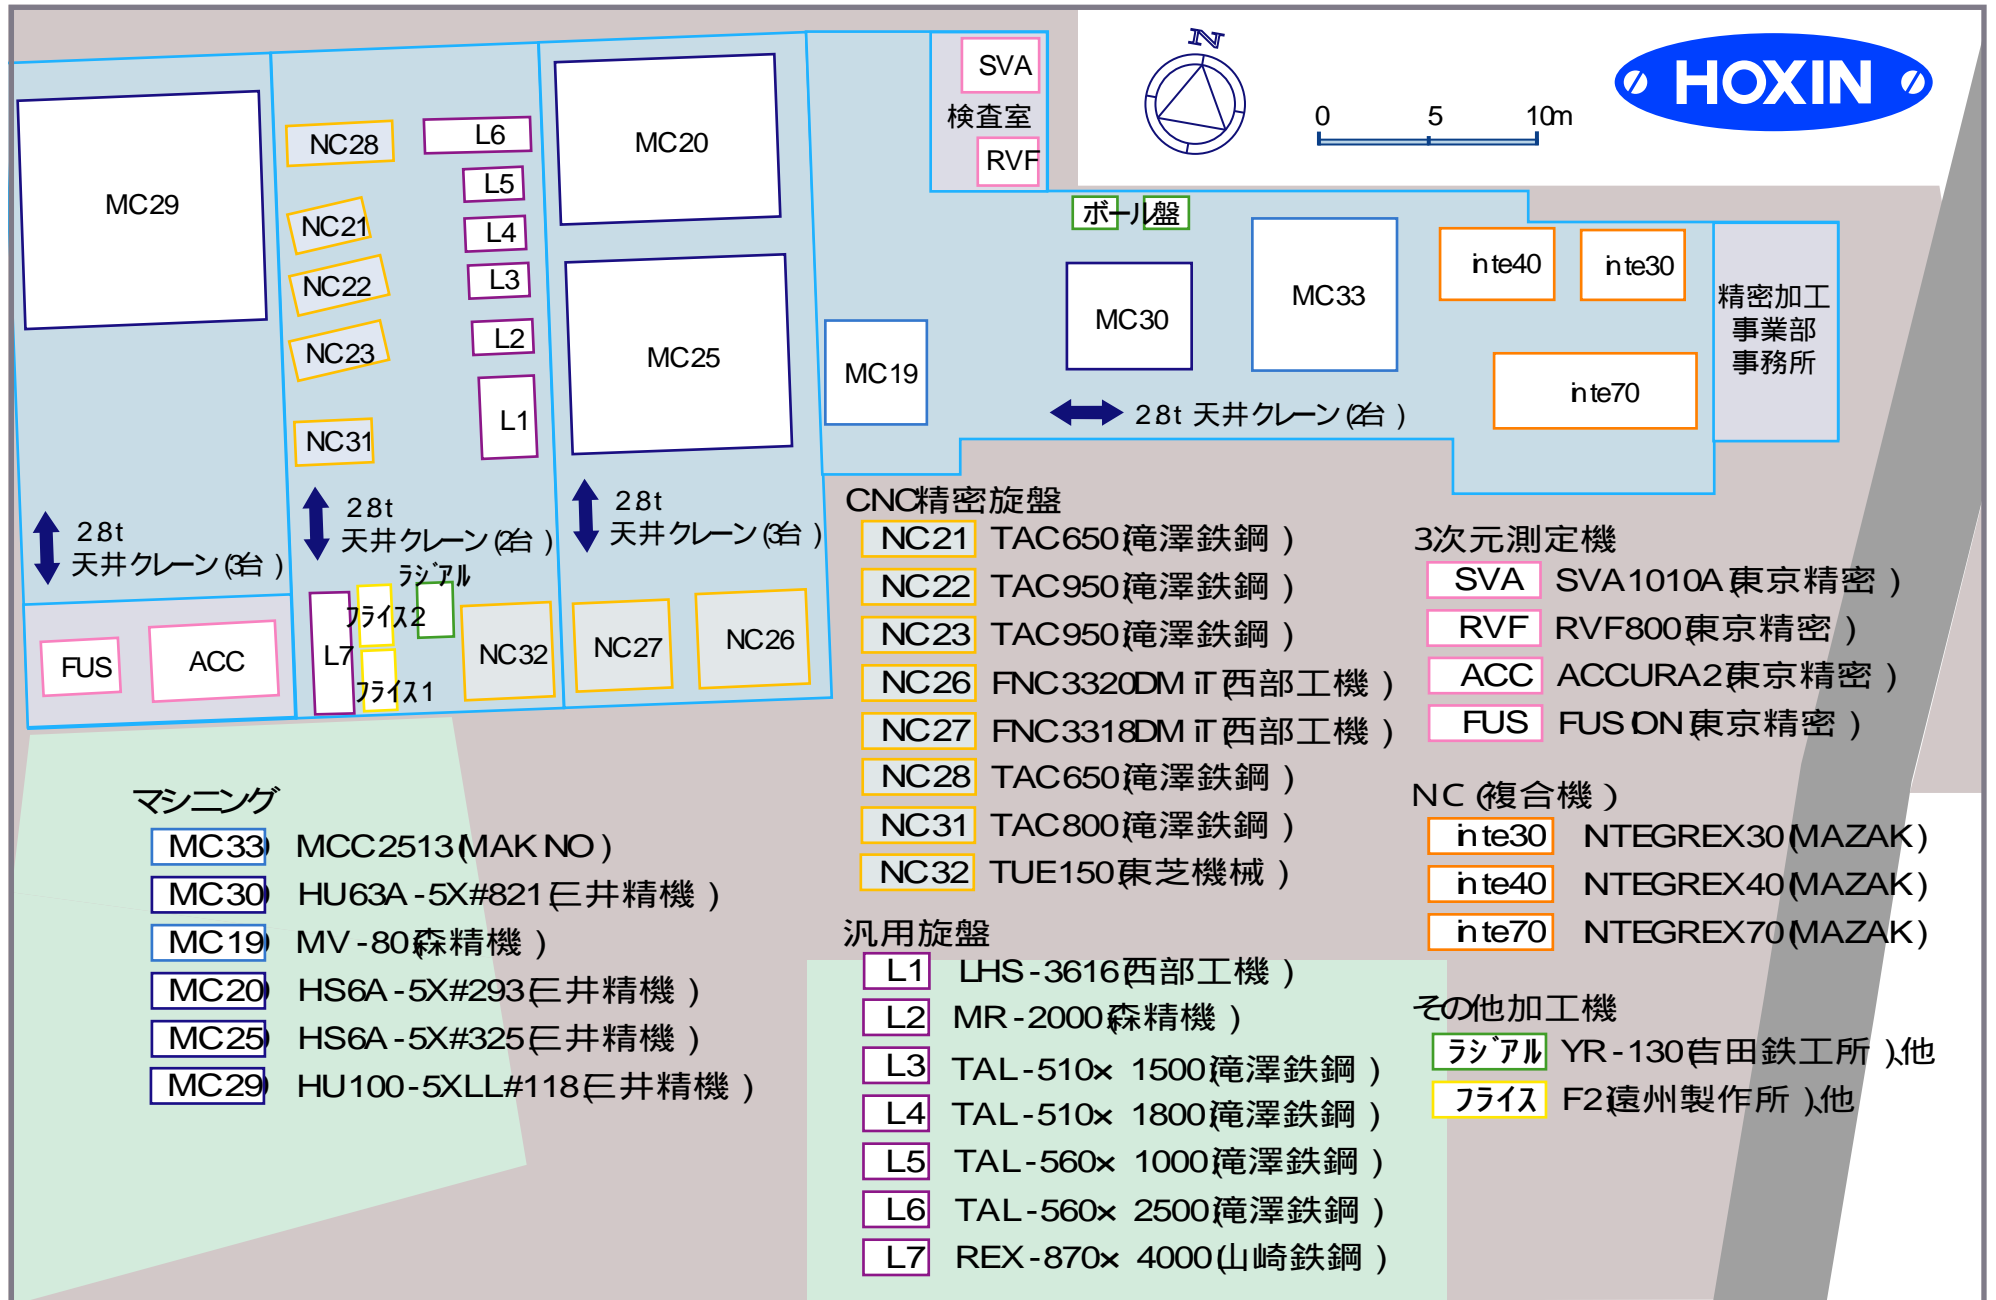 N
HOXIN
0 5 10m
SVA
検査室
RVF
MC29
NC28
NC21
NC22
NC23
NC31
L6
L5
L4
L3
L2
L1
MC20
MC25
MC19
ボール盤
MC30
MC33
inte40
inte30
inte70
精密加工
事業部
事務所
2.8t 天井クレーン(2台)
2.8t
天井クレーン(3台)
2.8t
天井クレーン(2台)
2.8t
天井クレーン(3台)
FUS
ACC
L7
フライス2
フライス1
ラジアル
NC32
NC27
NC26
マシニング
MC33 MCC2513(MAKINO)
MC30 HU63A-5X#821(三井精機)
MC19 MV-80(森精機)
MC20 HS6A-5X#293(三井精機)
MC25 HS6A-5X#325(三井精機)
MC29 HU100-5XLL#118(三井精機)
CNC精密旋盤
NC21 TAC650(滝澤鉄鋼)
NC22 TAC950(滝澤鉄鋼)
NC23 TAC950(滝澤鉄鋼)
NC26 FNC3320DMiT(西部工機)
NC27 FNC3318DMiT(西部工機)
NC28 TAC650(滝澤鉄鋼)
NC31 TAC800(滝澤鉄鋼)
NC32 TUE150(東芝機械)
汎用旋盤
L1 LHS-3616(西部工機)
L2 MR-2000(森精機)
L3 TAL-510×1500(滝澤鉄鋼)
L4 TAL-510×1800(滝澤鉄鋼)
L5 TAL-560×1000(滝澤鉄鋼)
L6 TAL-560×2500(滝澤鉄鋼)
L7 REX-870×4000(山崎鉄鋼)
3次元測定機
SVA SVA1010A(東京精密)
RVF RVF800(東京精密)
ACC ACCURA2(東京精密)
FUS FUSION(東京精密)
NC(複合機)
inte30 INTEGREX30(MAZAK)
inte40 INTEGREX40(MAZAK)
inte70 INTEGREX70(MAZAK)
その他加工機
ラジアル YR-130(吉田鉄工所)、他
フライス F2(遠州製作所)、他